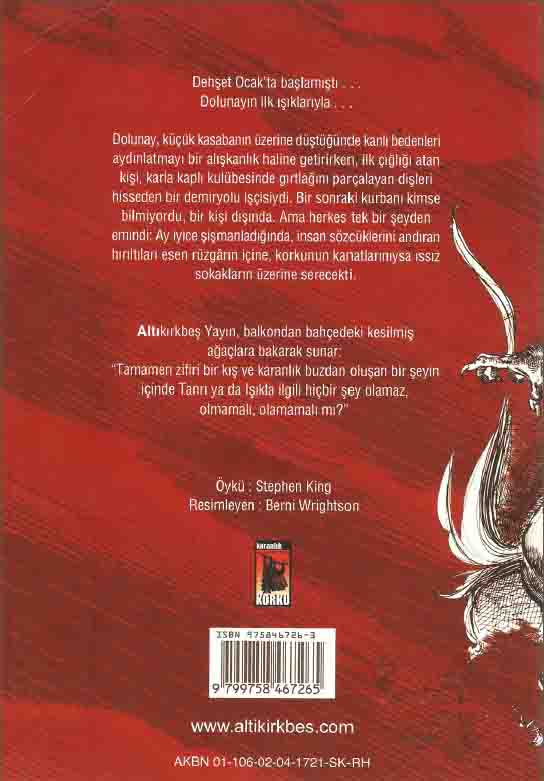 Dehşet Ocak'ta başlamıştı . . .
Dolunayın ilk ışıklarıyla . . .
Dolunay, küçük kasabanın üzerine düştüğünde kanlı bedenleri
aydınlatmayı bir alışkanlık haline getirirken, ilk çığlığı atan
kişi, karla kaplı kulübesinde gırtlağını parçalayan dişleri
hisseden bir demiryolu işçisiydi. Bir sonraki kurbanı kimse
bilmiyordu, bir kişi dışında. Ama herkes tek bir şeyden
emindi: Ay iyice şişmanladığında, insan sözcüklerini andıran
hırıltıları esen rüzgârın içine, korkunun kanatlarınıysa ıssız
sokakların üzerine serecekti.
Altıkırkbeş Yayın, balkondan bahçedeki kesilmiş
ağaçlara bakarak sunar:
"Tamamen zifiri bir kış ve karanlık buzdan oluşan bir şeyin
içinde Tanrı ya da Işıkla ilgili hiçbir şey olamaz,
olmamalı, olamamalı mı?"
Öykü : Stephen King
Resimleyen : Berni Wrightson
karanlık
KORKU
ISBN 975846726-3
9 799758 467265
www.altikirkbes.com
AKBN 01-106-02-04-1721-SK-RH